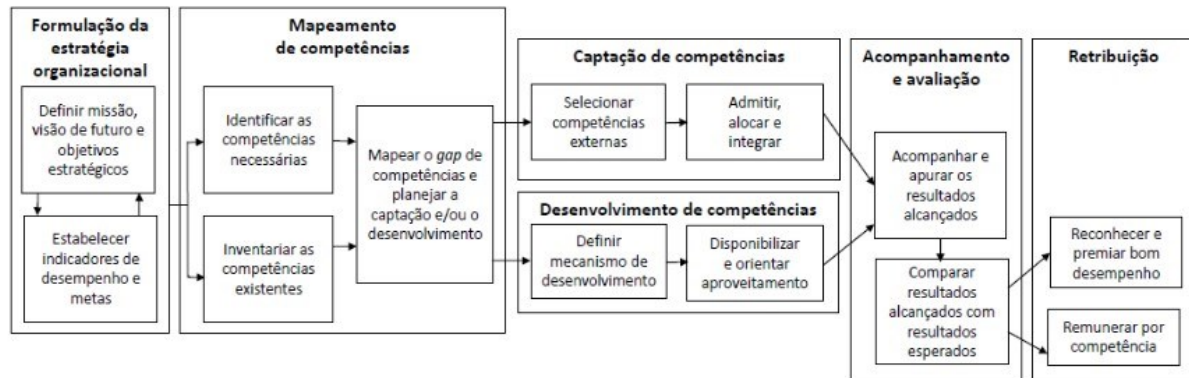 Formulação da
estratégia
organizacional
Definir missão,
visão de futuro e
objetivos
estratégicos
Estabelecer
indicadores de
desempenho e
metas
Mapeamento
de competências
Identificar as
competências
necessárias
Inventariar as
competências
existentes
Mapear o gap de
competências e
planejar a
captação e/ou o
desenvolvimento
Captação de competências
Selecionar
competências
externas
Admitir,
alocar e
integrar
Desenvolvimento de competências
Definir
mecanismo de
desenvolvimento
Disponibilizar
e orientar
aproveitamento
Acompanhamento
e avaliação
Acompanhar e
apurar os
resultados
alcançados
Comparar
resultados
alcançados com
resultados
esperados
Retribuição
Reconhecer e
premiar bom
desempenho
Remunerar por
competência